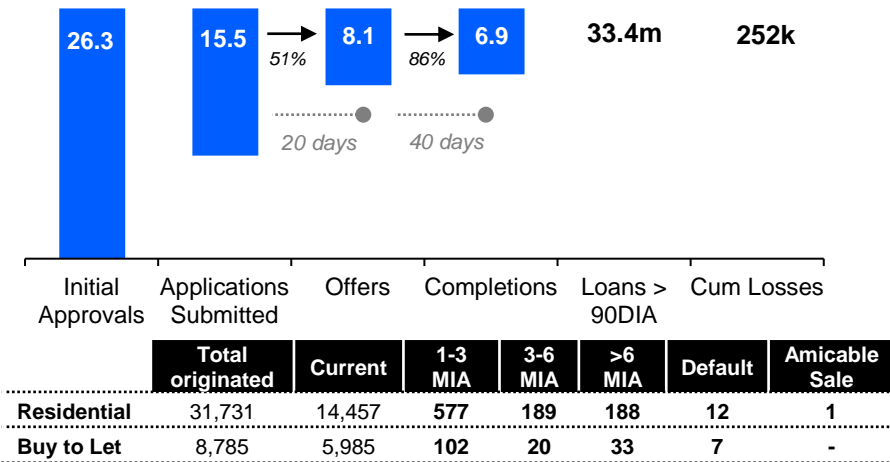 26.3
15.5
51%
8.1
86%
6.9
33.4m
252k
20 days
40 days
Initial
Approvals
Applications
Submitted
Offers
Completions
Loans >
90DIA
Cum Losses
Total
originated
Current
1-3
MIA
3-6
MIA
>6
MIA
Default
Amicable
Sale
Residential 31,731 14,457 577 189 188 12 1
Buy to Let 8,785 5,985 102 20 33 7 -